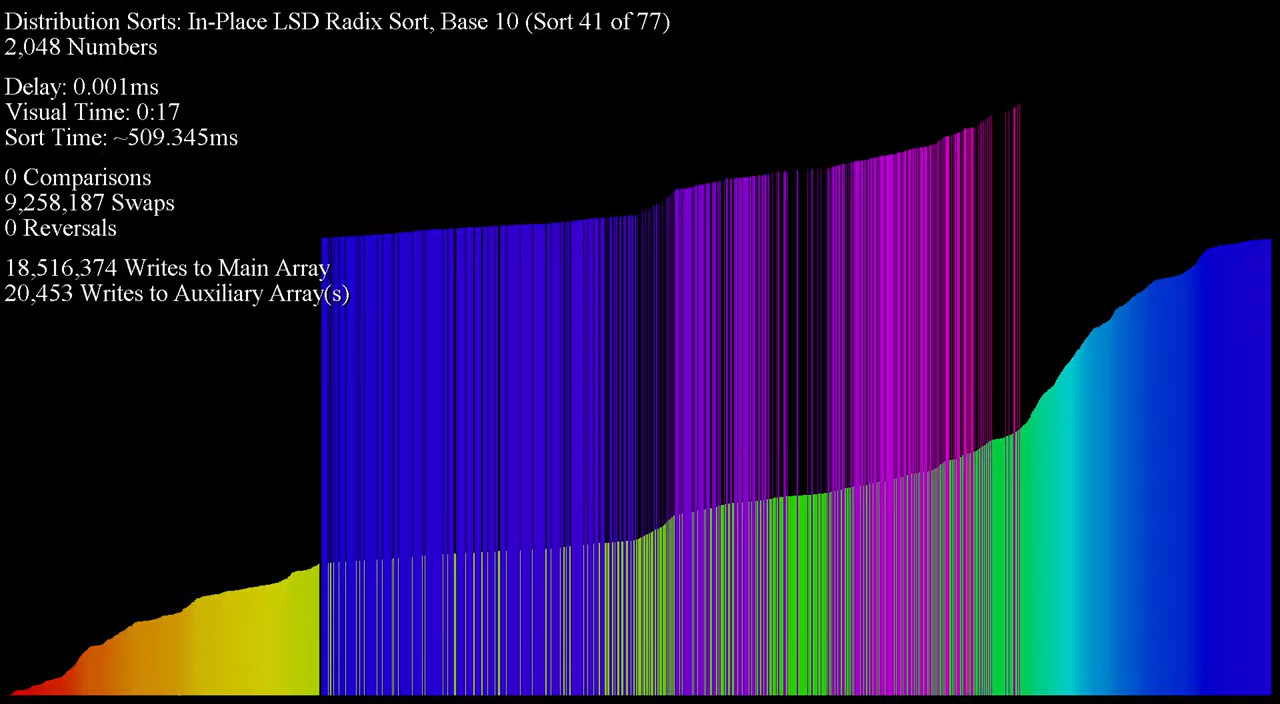 Distribution Sorts: In-Place LSD Radix Sort, Base 10 (Sort 41 of 77)
2,048 Numbers
Delay: 0.001ms
Visual Time: 0:17
Sort Time: ~509.345ms
0 Comparisons
9,258,187 Swaps
0 Reversals
18,516,374 Writes to Main Array
20,453 Writes to Auxiliary Array(s)